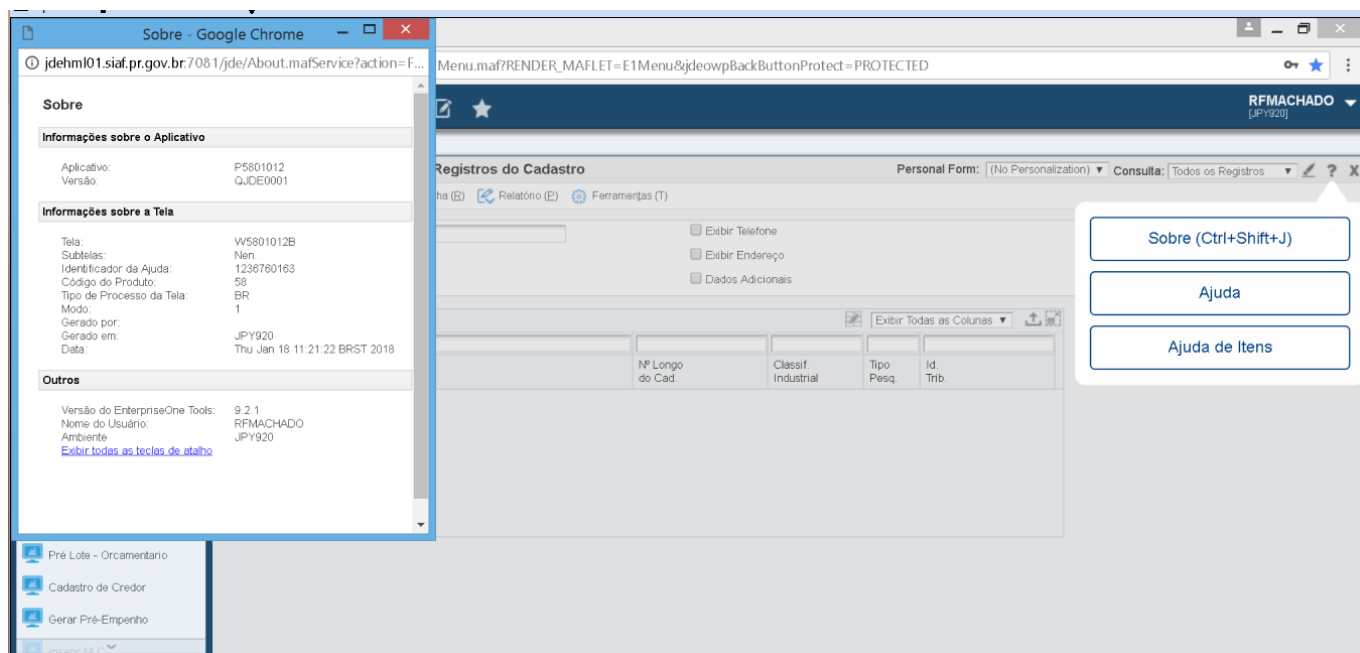 Sobre - Google Chrome
jdehml01.siaf.pr.gov.br:7081/jde/About.mafService?action=F...
Menu.maf?RENDER_MAFLET=E1Menu&jdeowpBackButtonProtect=PROTECTED
RFMACHADO
[JPY920]
Sobre
Informações sobre o Aplicativo
Aplicativo: P5801012
Versão: QJDE0001
Informações sobre a Tela
Tela: W5801012B
Subtelas: Nen.
Identificador da Ajuda: 1236760163
Código do Produto: 58
Tipo de Processo da Tela: BR
Modo: 1
Gerado por:
Gerado em: JPY920
Data: Thu Jan 18 11:21:22 BRST 2018
Outros
Versão do EnterpriseOne Tools: 9.2.1
Nome do Usuário: RFMACHADO
Ambiente JPY920
Exibir todas as teclas de atalho
Registros do Cadastro
Personal Form: (No Personalization) Consulta: Todos os Registros ? X
ha (R) Relatório (P) Ferramentas (T)
Exibir Telefone
Exibir Endereço
Dados Adicionais
Exibir Todas as Colunas
Nº Longo
do Cad.
Classif.
Industrial
Tipo
Pesq.
Id.
Trib.
Sobre (Ctrl+Shift+J)
Ajuda
Ajuda de Itens
Pré Lote - Orcamentario
Cadastro de Credor
Gerar Pré-Empenho